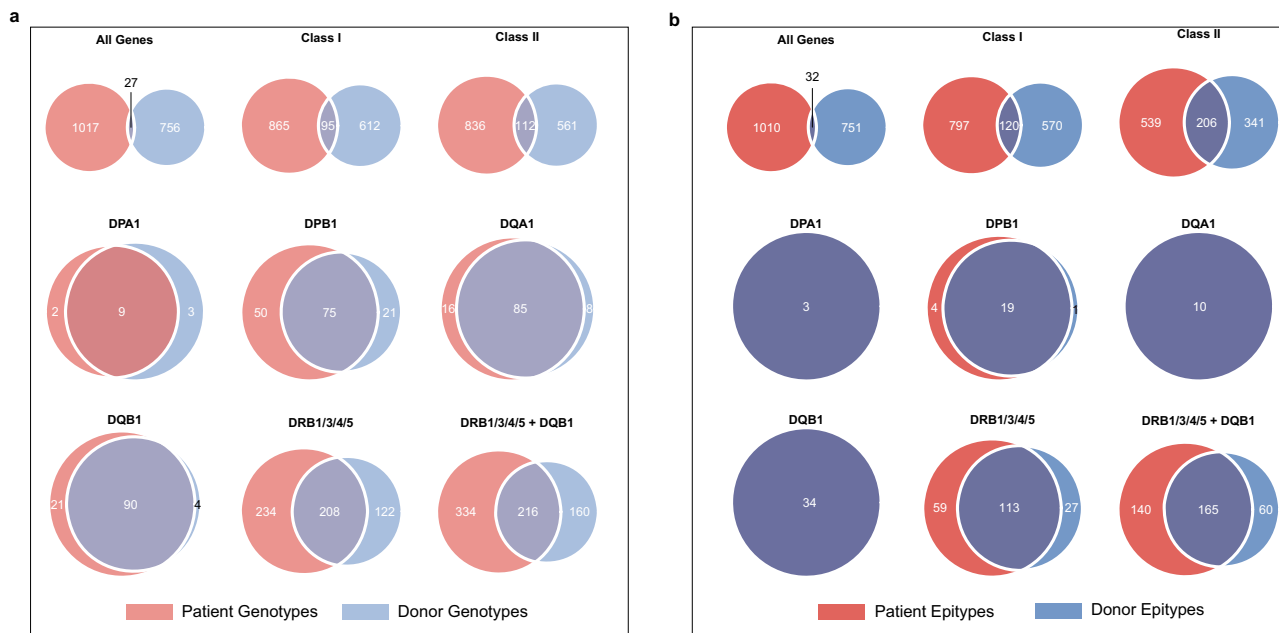 a
All Genes
Class I
Class II
27
1017
756
865
95
612
836
112
561
DPA1
DPB1
DQA1
2
9
3
50
75
21
16
85
8
DQB1
DRB1/3/4/5
DRB1/3/4/5 + DQB1
21
90
4
234
208
122
334
216
160
Patient Genotypes
Donor Genotypes
b
All Genes
Class I
Class II
32
1010
751
797
120
570
539
206
341
DPA1
DPB1
DQA1
3
4
19
1
10
DQB1
DRB1/3/4/5
DRB1/3/4/5 + DQB1
34
59
113
27
140
165
60
Patient Epitypes
Donor Epitypes